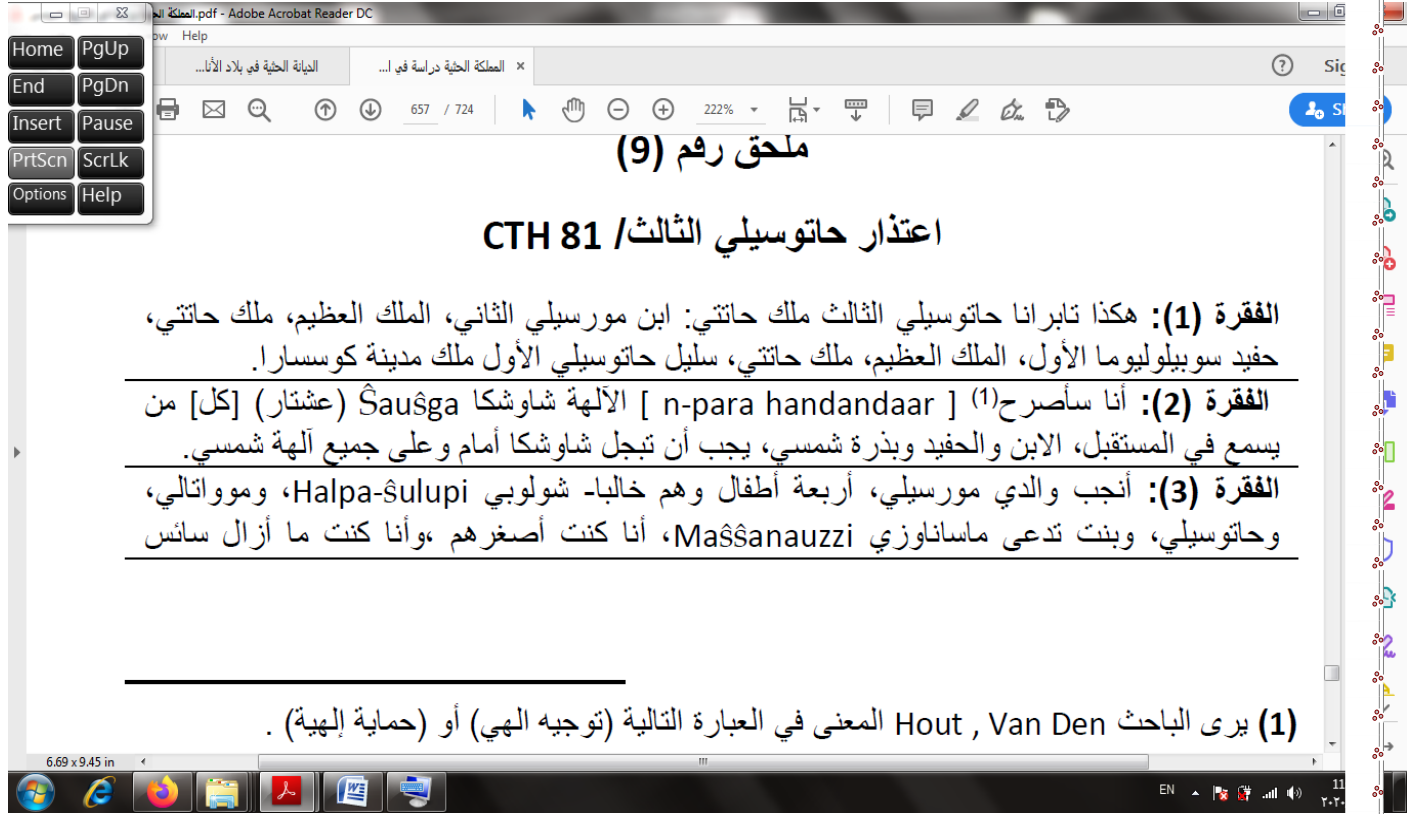 المملكة الح.pdf - Adobe Acrobat Reader DC
Help
Home PgUp
End PgDn
Insert Pause
PrtScn ScrLk
Options Help
الديانة الحثية في بلاد الأنا...
المملكة الحثية دراسة في ا... ×
657 / 724
222%
ملحق رقم (9)
اعتذار حاتوسيلي الثالث/ CTH 81
الفقرة (1): هكذا تابرانا حاتوسيلي الثالث ملك حاتتي: ابن مورسيلي الثاني، الملك العظيم، ملك حاتتي،
حفيد سوبيلوليوما الأول، الملك العظيم، ملك حاتتي، سليل حاتوسيلي الأول ملك مدينة كوسسارا.
الفقرة (2): أنا سأصرح(1) [ n-para handandaar ] الآلهة شاوشكا Ŝauŝga (عشتار) [كل] من
يسمع في المستقبل، الابن والحفيد وبذرة شمسي، يجب أن تبجل شاوشكا أمام وعلى جميع آلهة شمسي.
الفقرة (3): أنجب والدي مورسيلي، أربعة أطفال وهم خالبا- شولوبي Halpa-ŝulupi، وموواتالي،
وحاتوسيلي، وبنت تدعى ماساناوزي Maŝŝanauzzi، أنا كنت أصغرهم ،وأنا كنت ما أزال سائس
(1) يرى الباحث Hout , Van Den المعنى في العبارة التالية (توجيه الهي) أو (حماية إلهية) .
6.69 x 9.45 in
EN